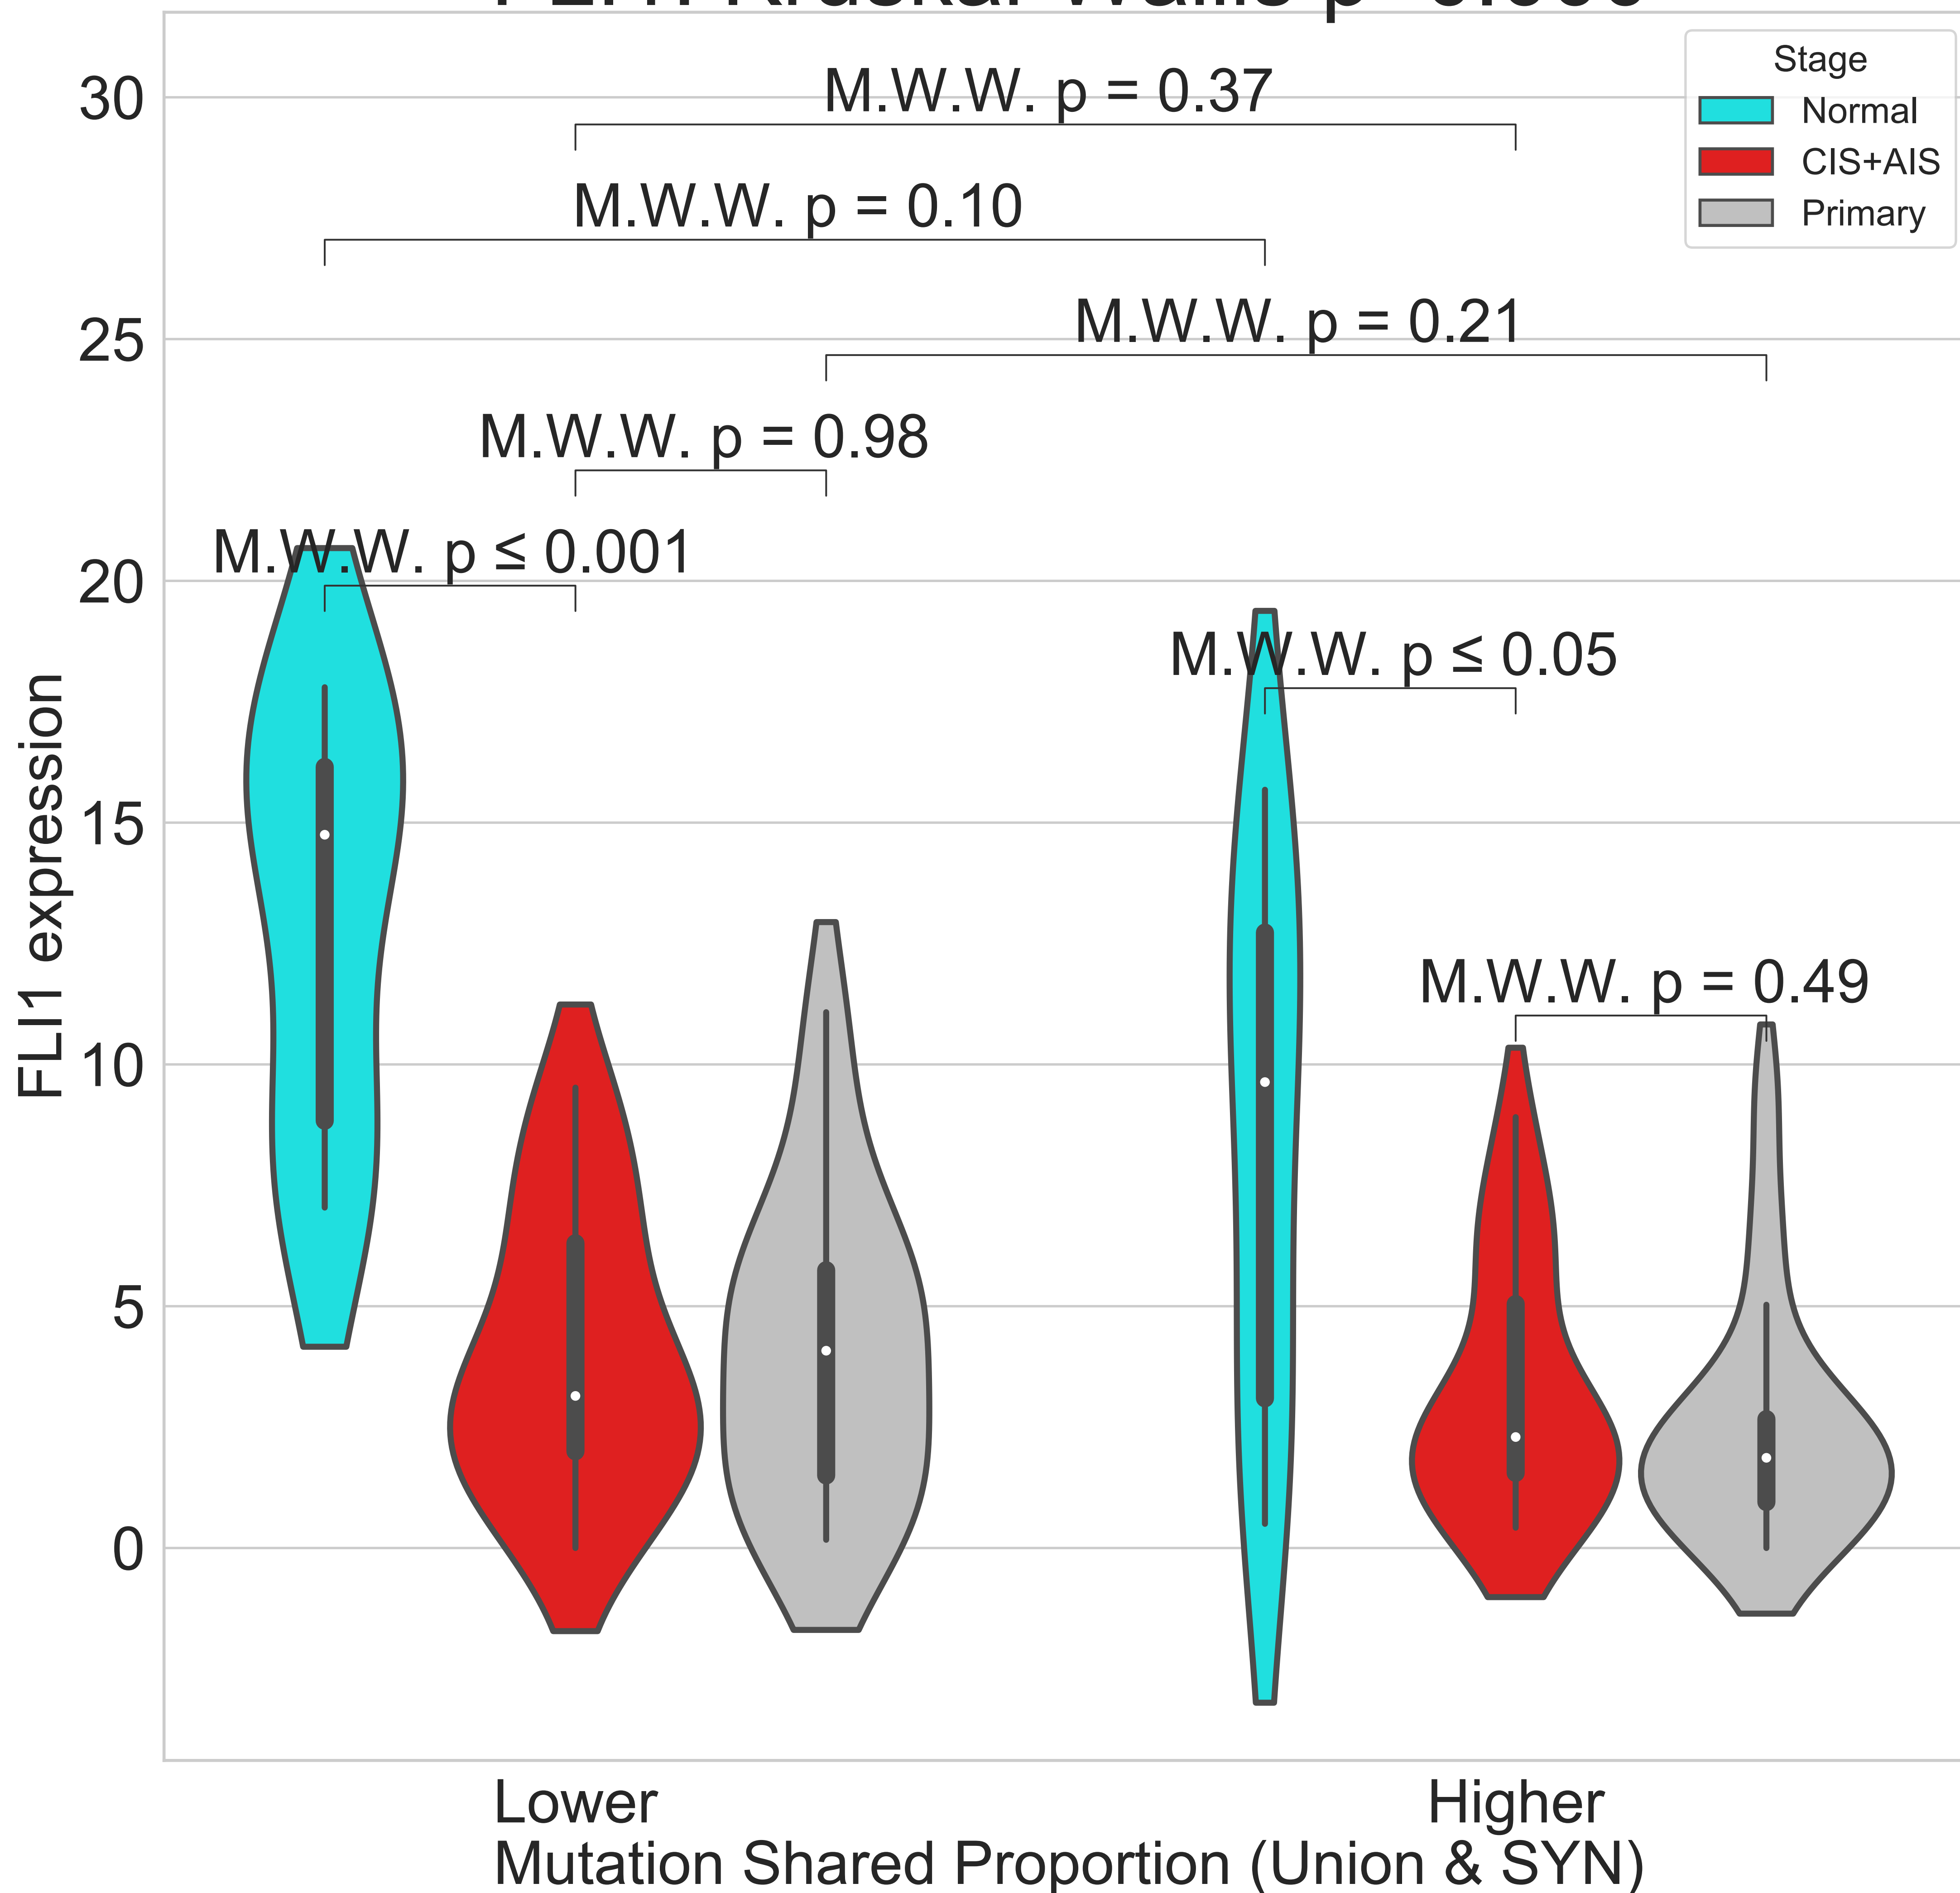 Stage
Normal
CIS+AIS
Primary
M.W.W. p = 0.37
M.W.W. p = 0.10
M.W.W. p = 0.21
M.W.W. p = 0.98
M.W.W. p ≤ 0.001
M.W.W. p ≤ 0.05
M.W.W. p = 0.49
30
25
20
15
10
5
0
FLI1 expression
Lower
Higher
Mutation Shared Proportion (Union & SYN)